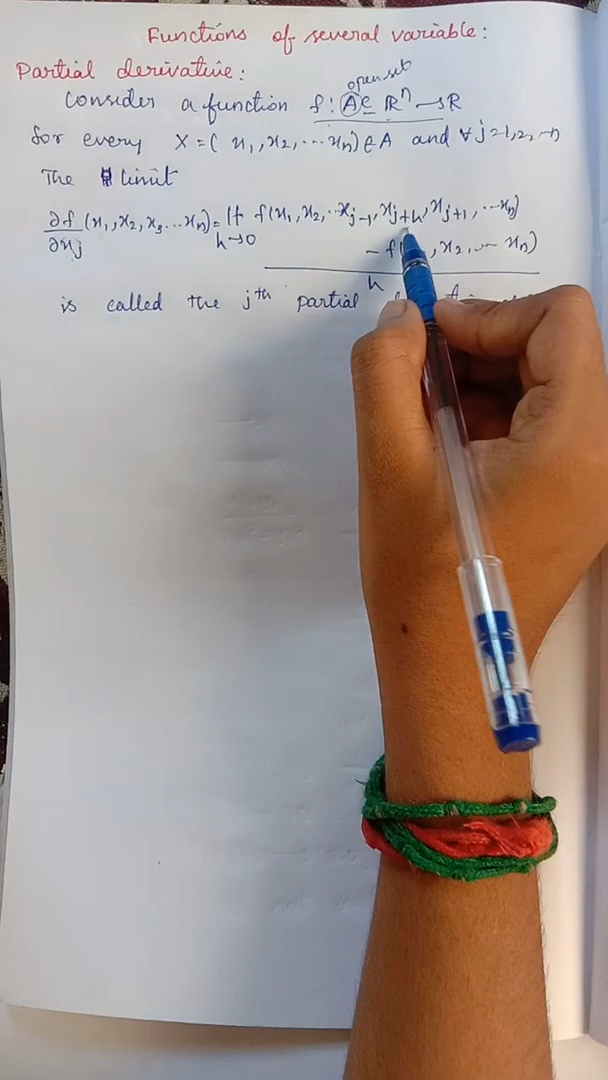 Functions of several variable:
Partial derivative:
open set
Consider a function f: A ⊆ ℝⁿ → ℝ
for every X = ( x₁, x₂, ... xₙ) ∈ A and ∀ j=1,2, -- n
The limit
∂f/∂xⱼ (x₁, x₂, x₃ ... xₙ) = lt h→0 f(x₁, x₂, ... xⱼ₋₁, xⱼ+h, xⱼ₊₁, ... xₙ)
- f( , x₂, -- xₙ)
h
is called the jᵗʰ partial